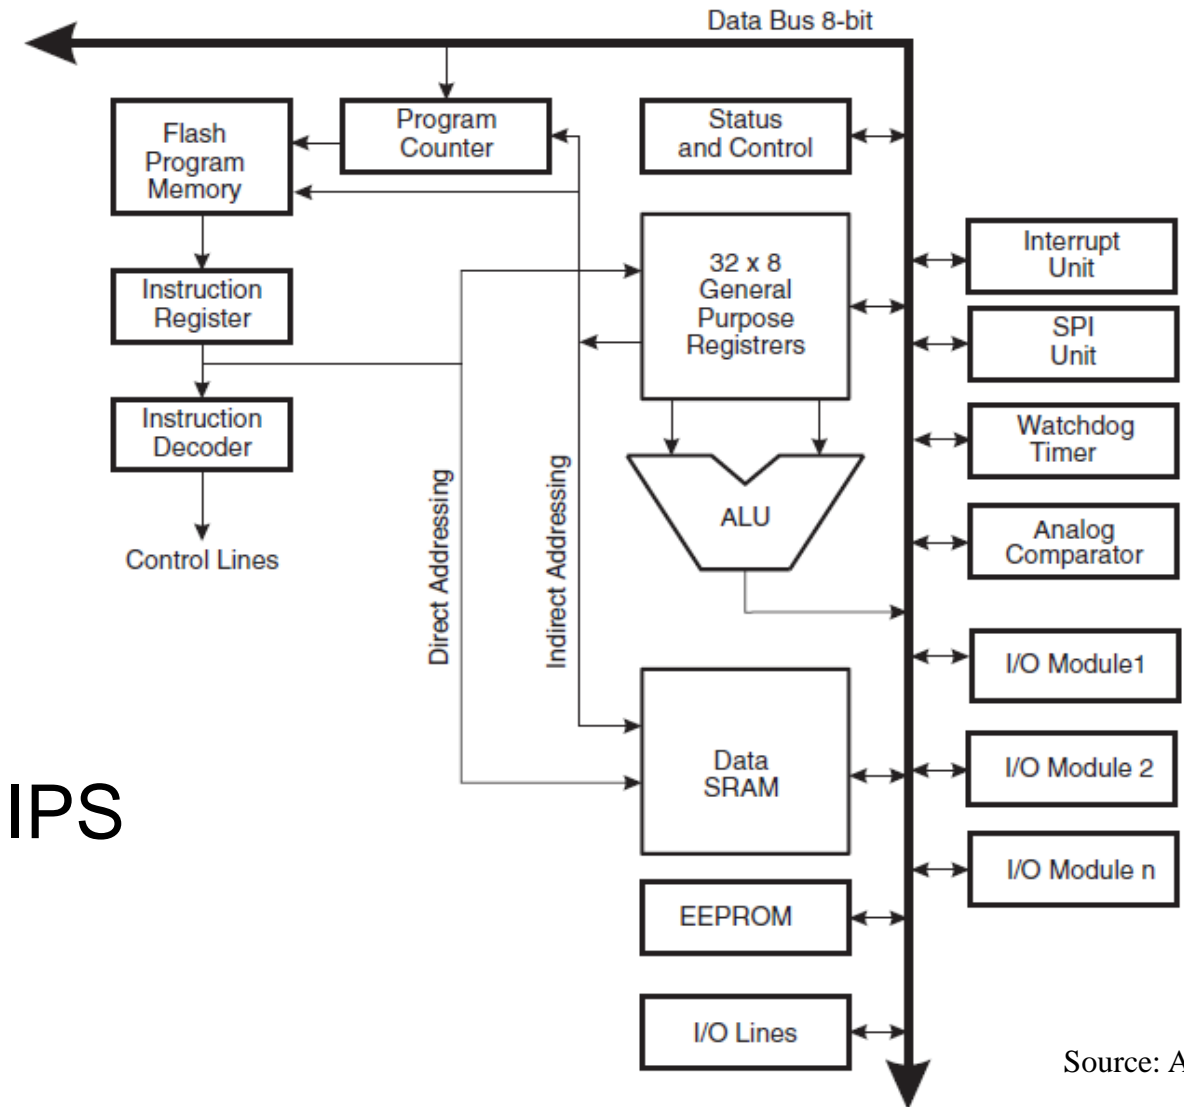 Data Bus 8-bit
Flash
Program
Memory
Program
Counter
Status
and Control
32 x 8
General
Purpose
Registrers
Interrupt
Unit
Instruction
Register
SPI
Unit
Instruction
Decoder
Watchdog
Timer
Direct Addressing
Indirect Addressing
ALU
Analog
Comparator
Control Lines
I/O Module1
Data
SRAM
I/O Module 2
IPS
I/O Module n
EEPROM
I/O Lines
Source: A